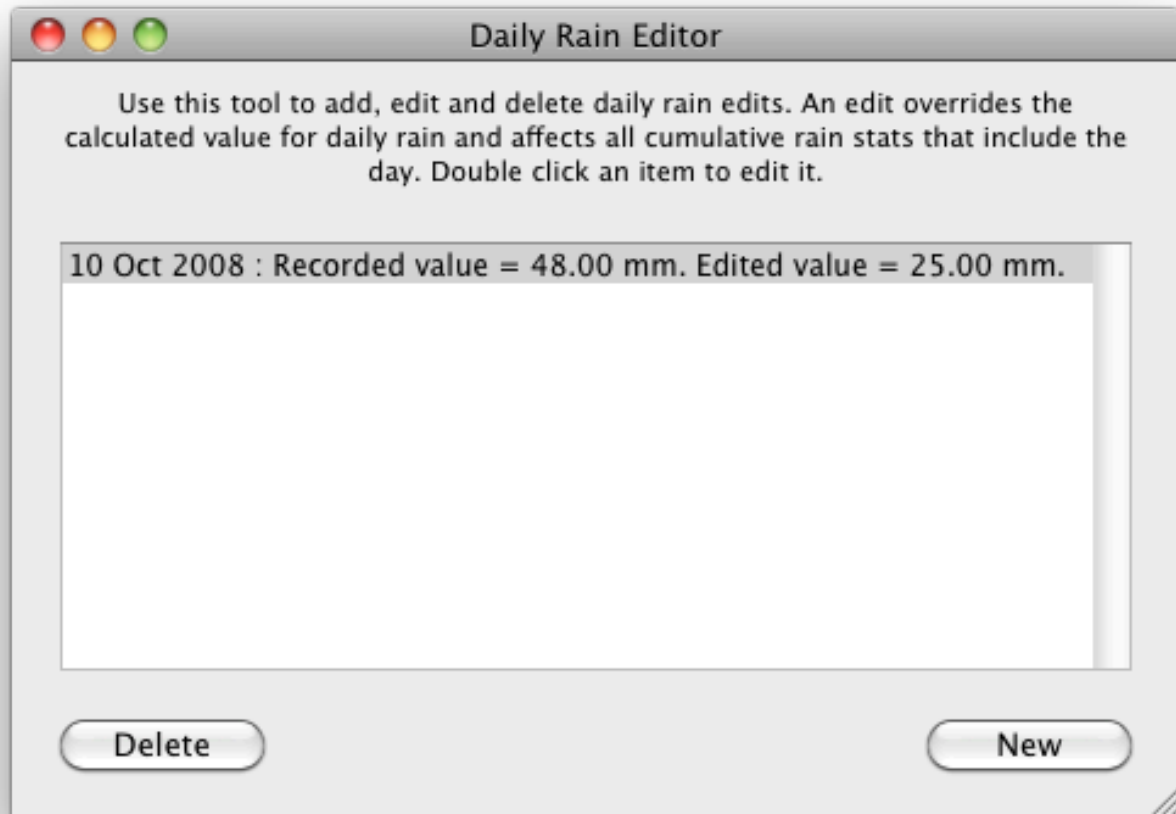 Daily Rain Editor
Use this tool to add, edit and delete daily rain edits. An edit overrides the
calculated value for daily rain and affects all cumulative rain stats that include the
day. Double click an item to edit it.
10 Oct 2008 : Recorded value = 48.00 mm. Edited value = 25.00 mm.
Delete
New